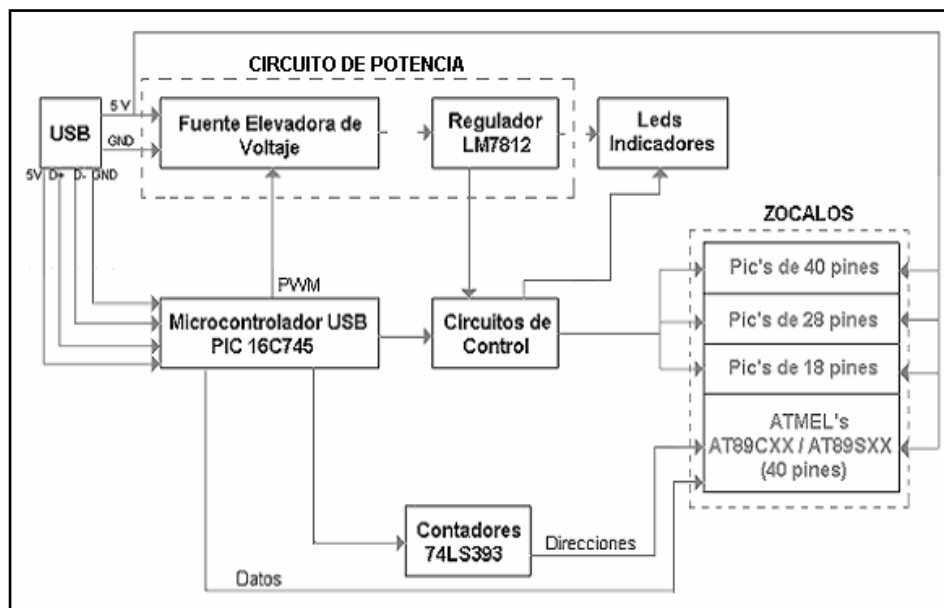 CIRCUITO DE POTENCIA
USB
5 V
GND
5V D+ D- GND
Fuente Elevadora de
Voltaje
Regulador
LM7812
Leds
Indicadores
ZOCALOS
PWM
Microcontrolador USB
PIC 16C745
Circuitos de
Control
Pic's de 40 pines
Pic's de 28 pines
Pic's de 18 pines
ATMEL's
AT89CXX / AT89SXX
(40 pines)
Contadores
74LS393
Direcciones
Datos